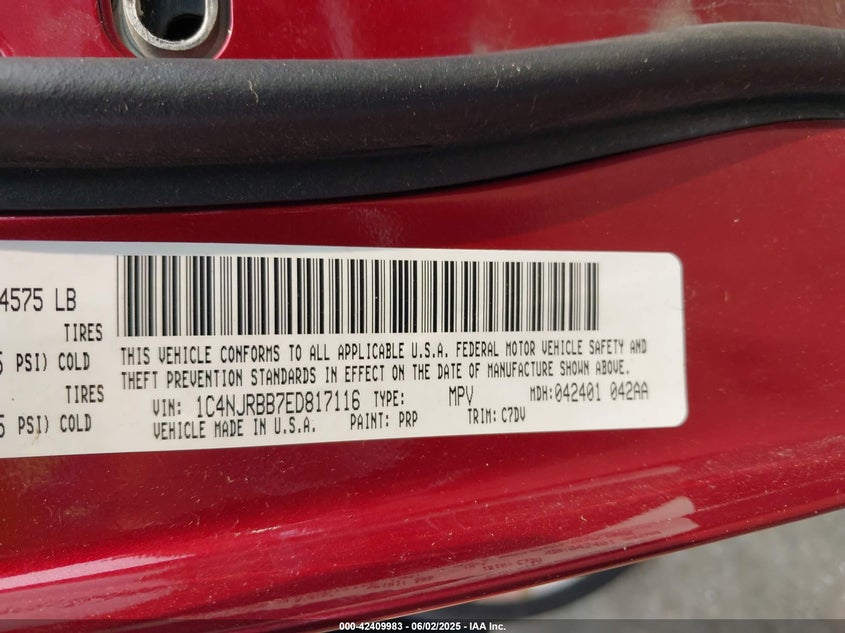 4575 LB
TIRES
PSI) COLD
TIRES
PSI) COLD
THIS VEHICLE CONFORMS TO ALL APPLICABLE U.S.A. FEDERAL MOTOR VEHICLE SAFETY AND
THEFT PREVENTION STANDARDS IN EFFECT ON THE DATE OF MANUFACTURE SHOWN ABOVE.
VIN: 1C4NJRBB7ED817116 TYPE: MPV MDH:042401 042AA
VEHICLE MADE IN U.S.A. PAINT: PRP TRIM: C7DV
000-42409983 - 06/02/2025 - IAA Inc.